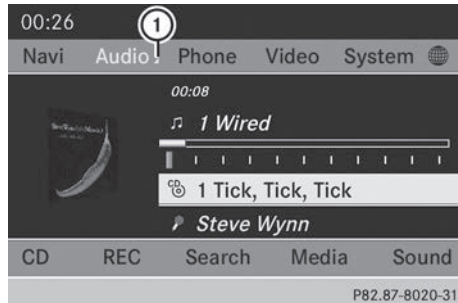 00:26
1
Navi Audio Phone Video System
00:08
1 Wired
CD 1 Tick, Tick, Tick
Steve Wynn
CD REC Search Media Sound
P82.87-8020-31